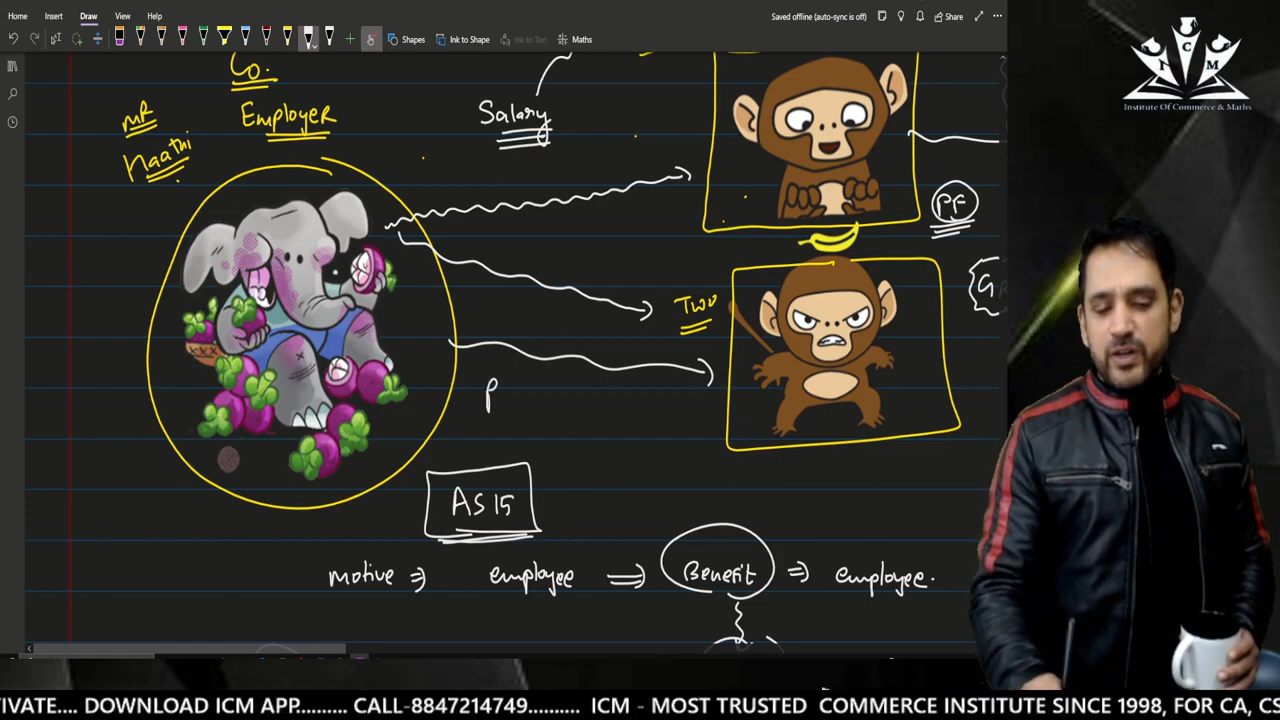 Home Insert Draw View Help
Saved offline (auto-sync is off)
Share
Shapes
Ink to Shape
Ink to Text
Maths
I C M
Institute Of Commerce & Maths
Co.
Employer
MR
Haathi
Salary
PF
Two
P
AS 15
motive ⇒ employee ⇒ Benefit ⇒ employee.
IVATE.... DOWNLOAD ICM APP......... CALL-8847214749.......... ICM - MOST TRUSTED COMMERCE INSTITUTE SINCE 1998, FOR CA, CS